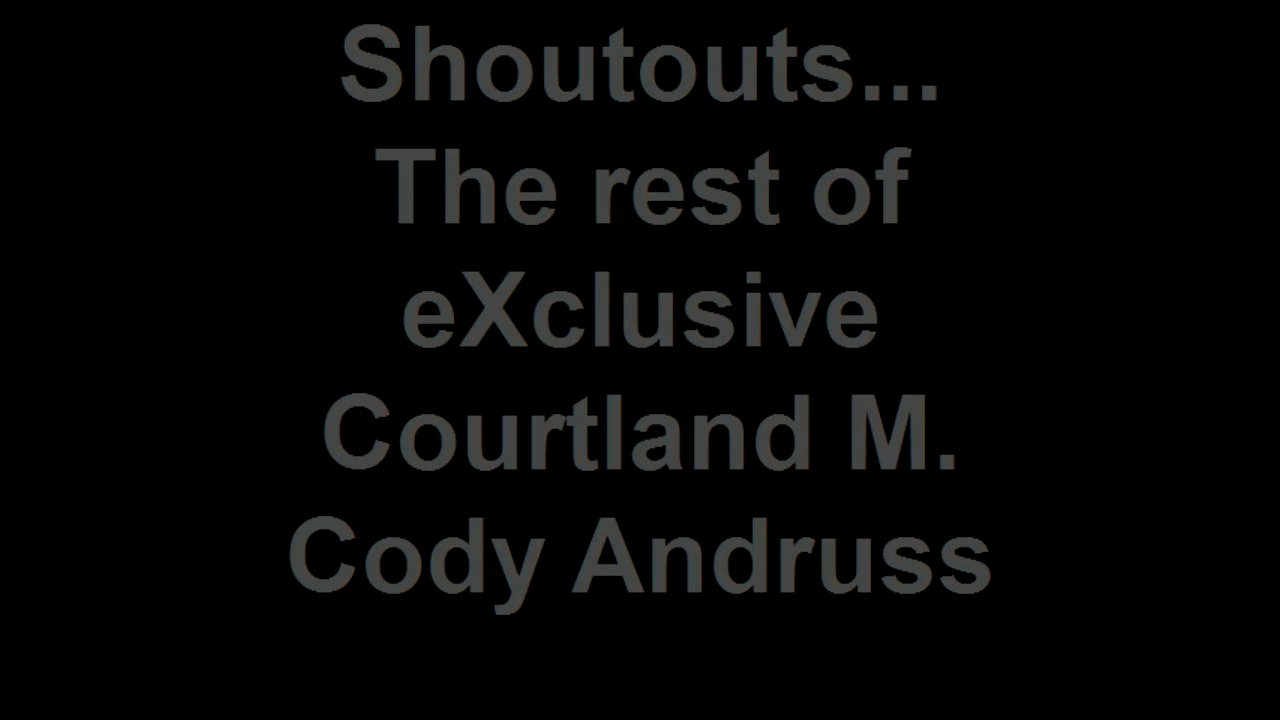 Shoutouts...
The rest of
eXclusive
Courtland M.
Cody Andruss